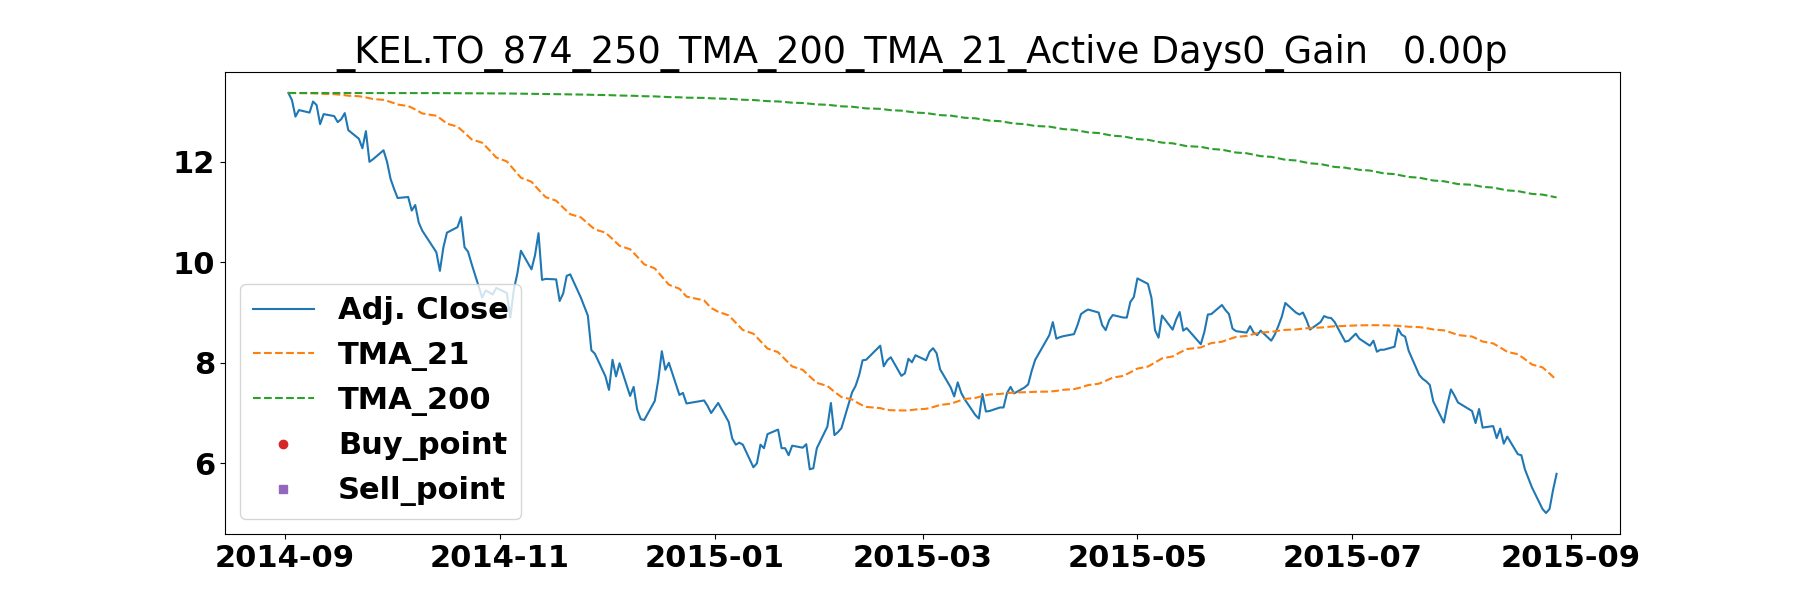 _KEL.TO_874_250_TMA_200_TMA_21_Active Days0_Gain   0.00p
12
10
8
6
Adj. Close
TMA_21
TMA_200
Buy_point
Sell_point
2014-09 2014-11 2015-01 2015-03 2015-05 2015-07 2015-09